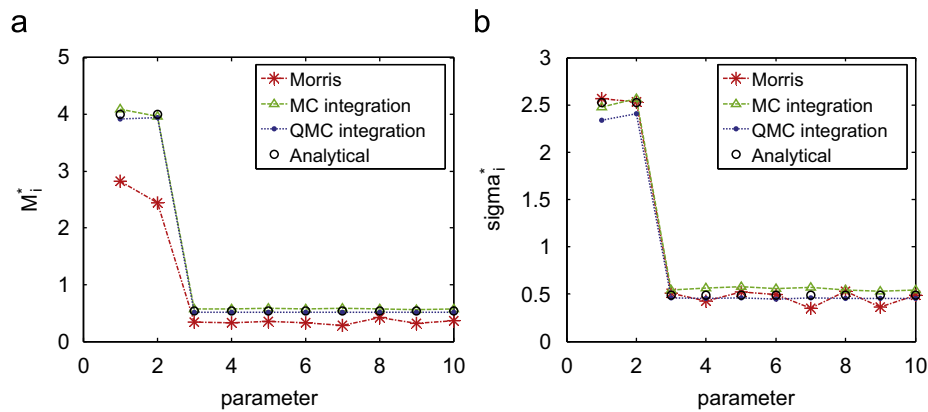 a
5
4
3
2
1
0
M*i
0 2 4 6 8 10
parameter
Morris
MC integration
QMC integration
Analytical
b
3
2.5
2
1.5
1
0.5
0
sigma*i
0 2 4 6 8 10
parameter
Morris
MC integration
QMC integration
Analytical